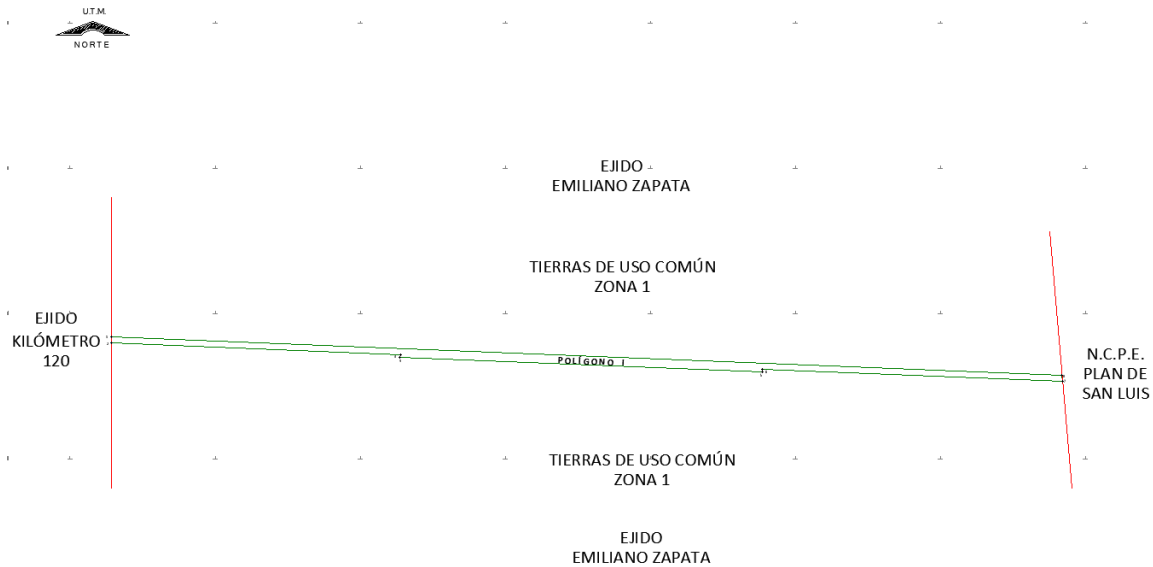 U.T.M.
NORTE
EJIDO
EMILIANO ZAPATA
TIERRAS DE USO COMÚN
ZONA 1
EJIDO
KILÓMETRO
120
POLÍGONO I
N.C.P.E.
PLAN DE
SAN LUIS
TIERRAS DE USO COMÚN
ZONA 1
EJIDO
EMILIANO ZAPATA